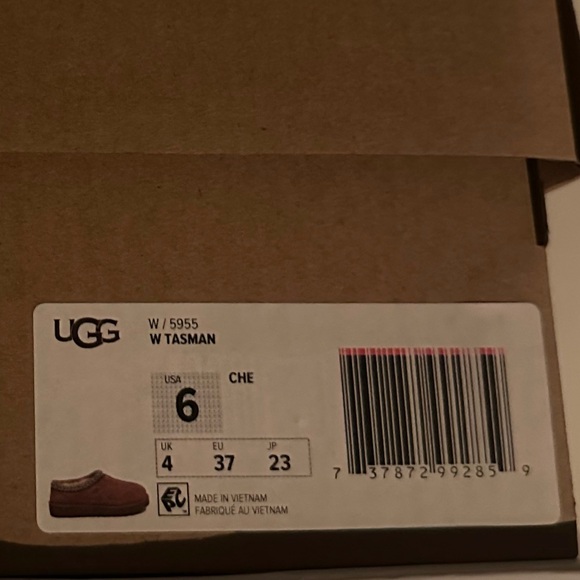 UGG
W / 5955
W TASMAN
USA
6
CHE
UK EU JP
4 37 23
MADE IN VIETNAM
FABRIQUÉ AU VIETNAM
7 37872 99285 9